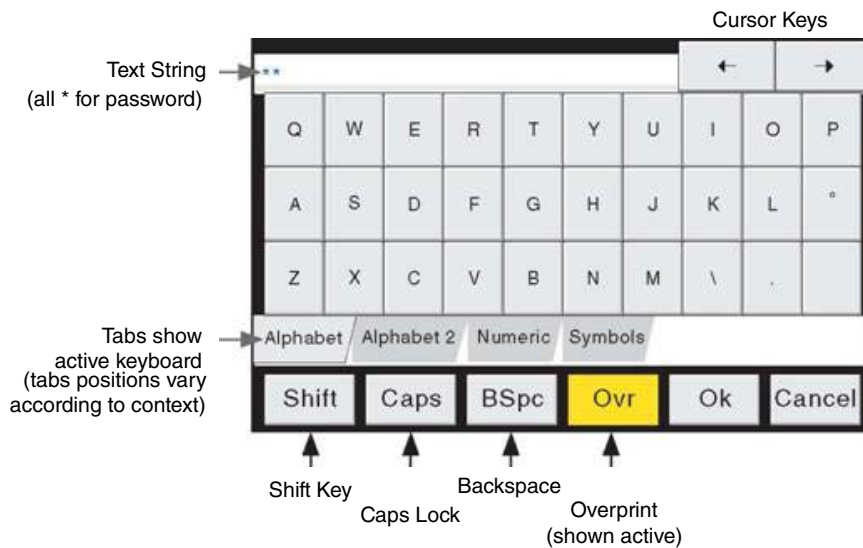 Cursor Keys
Text String
(all * for password)
** ← →
Q W E R T Y U I O P
A S D F G H J K L °
Z X C V B N M \ .
Tabs show
active keyboard
(tabs positions vary
according to context)
Alphabet Alphabet 2 Numeric Symbols
Shift Caps BSpc Ovr Ok Cancel
Shift Key
Caps Lock
Backspace
Overprint
(shown active)